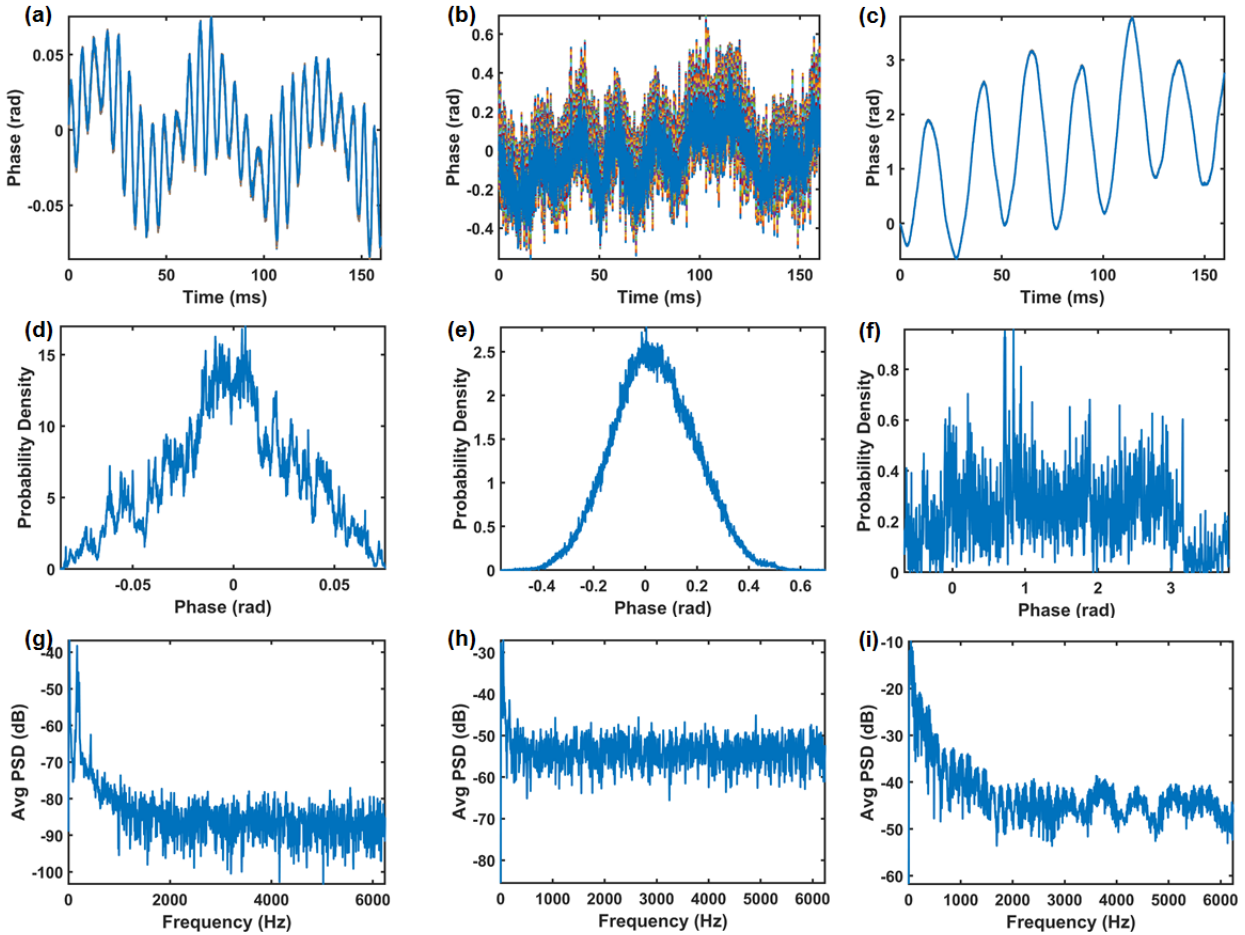 (a)
0.05
0
-0.05
Phase (rad)
0 50 100 150
Time (ms)
(b)
0.6
0.4
0.2
0
-0.2
-0.4
Phase (rad)
0 50 100 150
Time (ms)
(c)
3
2
1
0
Phase (rad)
0 50 100 150
Time (ms)
(d)
15
10
5
0
Probability Density
-0.05 0 0.05
Phase (rad)
(e)
2.5
2
1.5
1
0.5
0
Probability Density
-0.4 -0.2 0 0.2 0.4 0.6
Phase (rad)
(f)
0.8
0.6
0.4
0.2
0
Probability Density
0 1 2 3
Phase (rad)
(g)
-40
-50
-60
-70
-80
-90
-100
Avg PSD (dB)
0 2000 4000 6000
Frequency (Hz)
(h)
-30
-40
-50
-60
-70
-80
Avg PSD (dB)
0 1000 2000 3000 4000 5000 6000
Frequency (Hz)
(i)
-10
-20
-30
-40
-50
-60
Avg PSD (dB)
0 1000 2000 3000 4000 5000 6000
Frequency (Hz)